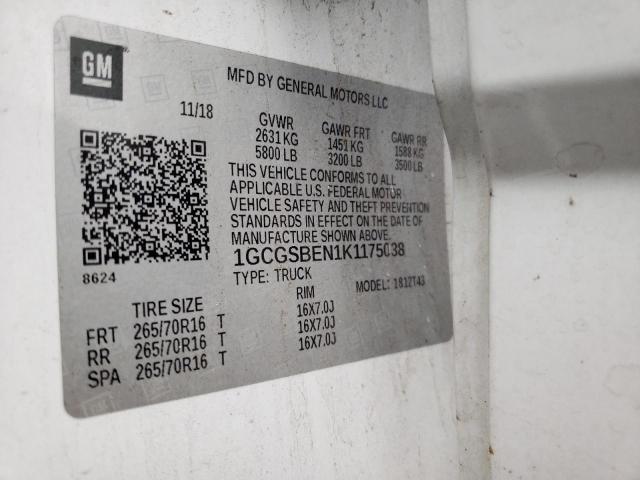 GM
MFD BY GENERAL MOTORS LLC
11/18
GVWR GAWR FRT GAWR RR
2631 KG 1451 KG 1588 KG
5800 LB 3200 LB 3500 LB
THIS VEHICLE CONFORMS TO ALL
APPLICABLE U.S. FEDERAL MOTOR
VEHICLE SAFETY AND THEFT PREVENTION
STANDARDS IN EFFECT ON THE DATE OF
MANUFACTURE SHOWN ABOVE.
1GCGSBEN1K1175038
8624
TYPE: TRUCK MODEL: 1812T43
TIRE SIZE RIM
FRT 265/70R16 T 16X7.0J
RR 265/70R16 T 16X7.0J
SPA 265/70R16 T 16X7.0J